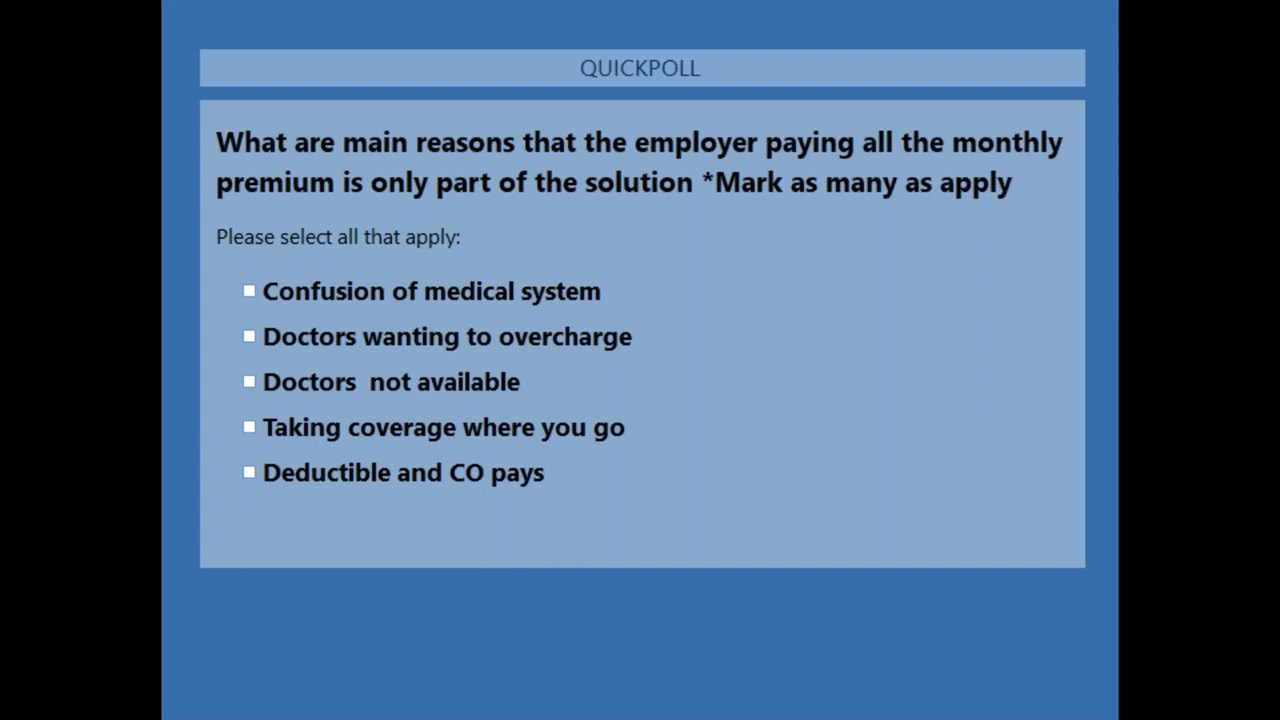 QUICKPOLL
What are main reasons that the employer paying all the monthly
premium is only part of the solution *Mark as many as apply
Please select all that apply:
Confusion of medical system
Doctors wanting to overcharge
Doctors  not available
Taking coverage where you go
Deductible and CO pays